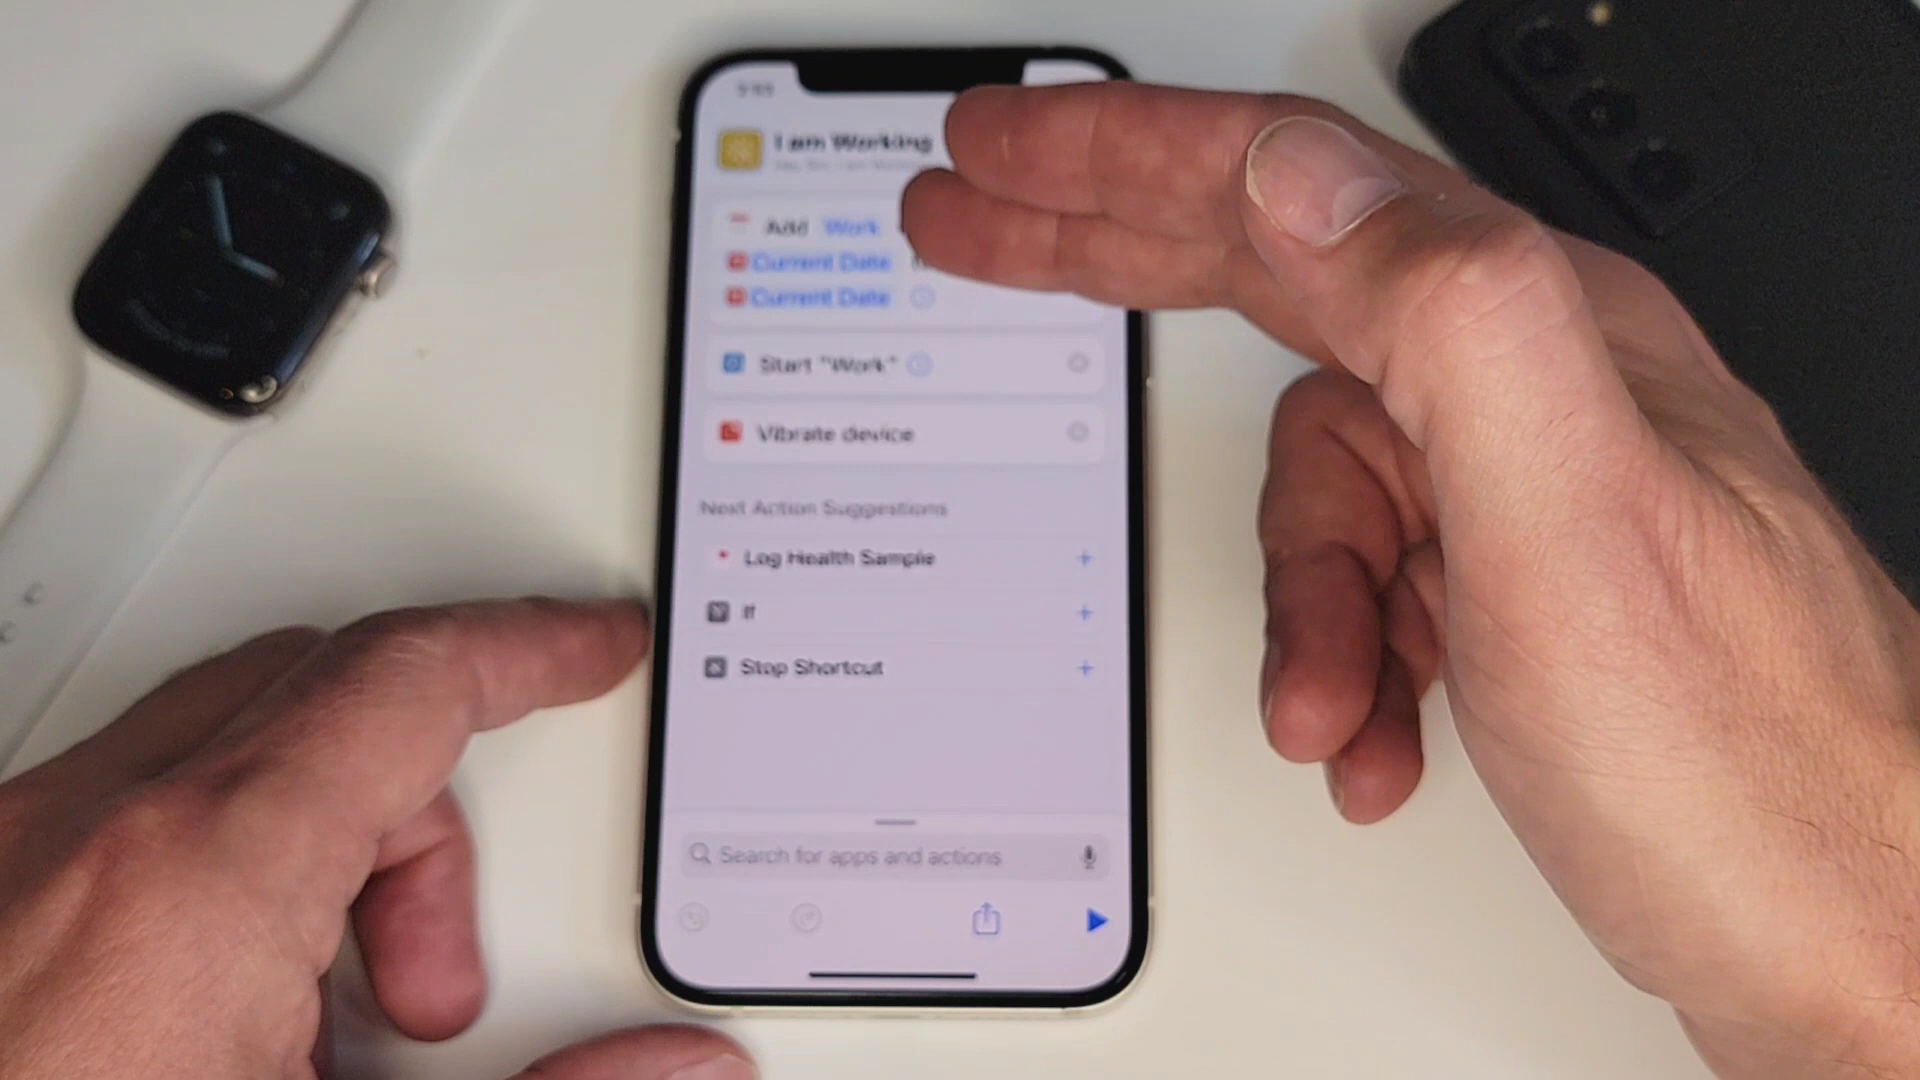 I am Working
Add Work
Current Date
Current Date
Start "Work"
Vibrate device
Next Action Suggestions
Log Health Sample
If
Stop Shortcut
Search for apps and actions